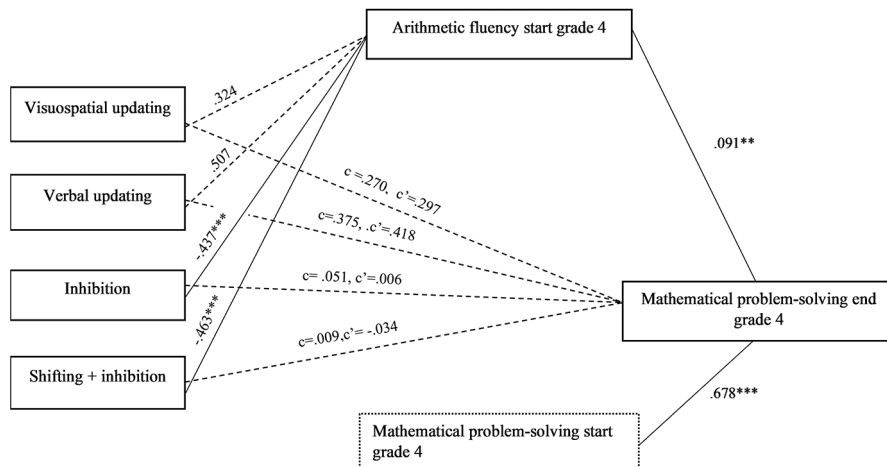 Arithmetic fluency start grade 4
Visuospatial updating
.324
.091**
.507
Verbal updating
c =.270, c'=.297
c=.375, .c'=.418
-.437***
Inhibition
c= .051, c'=.006
Mathematical problem-solving end
grade 4
-.463***
c=.009,c'= -.034
Shifting + inhibition
.678***
Mathematical problem-solving start
grade 4